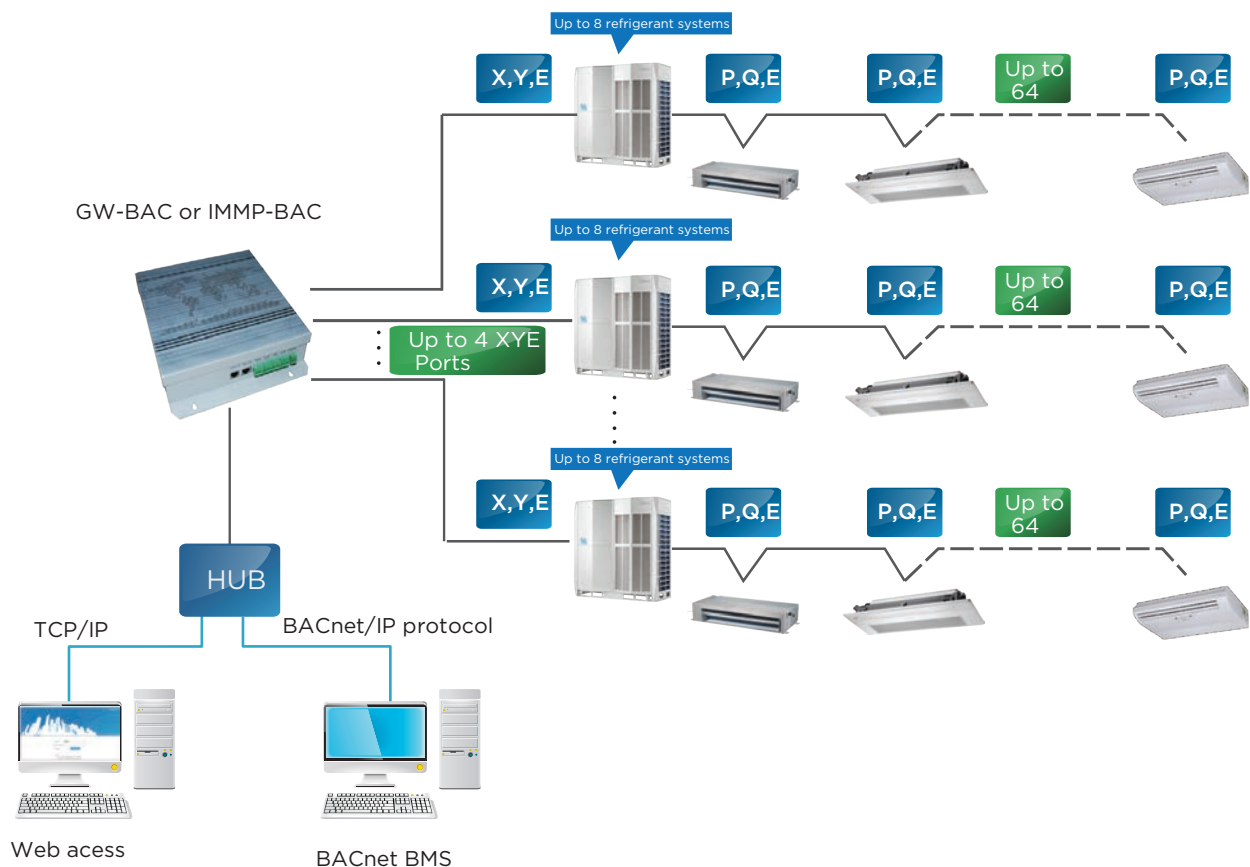 Up to 8 refrigerant systems
X,Y,E
P,Q,E
P,Q,E
Up to
64
P,Q,E
GW-BAC or IMMP-BAC
Up to 8 refrigerant systems
X,Y,E
P,Q,E
P,Q,E
Up to
64
P,Q,E
Up to 4 XYE
Ports
Up to 8 refrigerant systems
X,Y,E
P,Q,E
P,Q,E
Up to
64
P,Q,E
HUB
TCP/IP
BACnet/IP protocol
Web acess
BACnet BMS